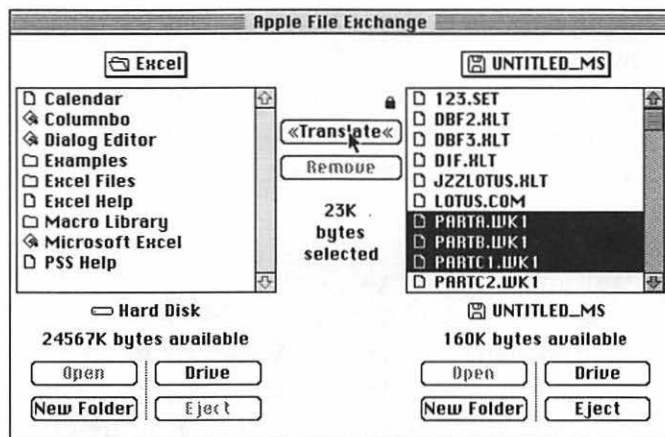 Apple File Exchange
Excel
Calendar
Columnbo
Dialog Editor
Examples
Excel Files
Excel Help
Macro Library
Microsoft Excel
PSS Help
Hard Disk
24567K bytes available
Open
Drive
New Folder
Eject
«Translate«
Remove
23K
bytes
selected
UNTITLED_MS
123.SET
DBF2.XLT
DBF3.XLT
DIF.XLT
JZZLOTUS.XLT
LOTUS.COM
PARTA.WK1
PARTB.WK1
PARTC1.WK1
PARTC2.WK1
UNTITLED_MS
160K bytes available
Open
Drive
New Folder
Eject